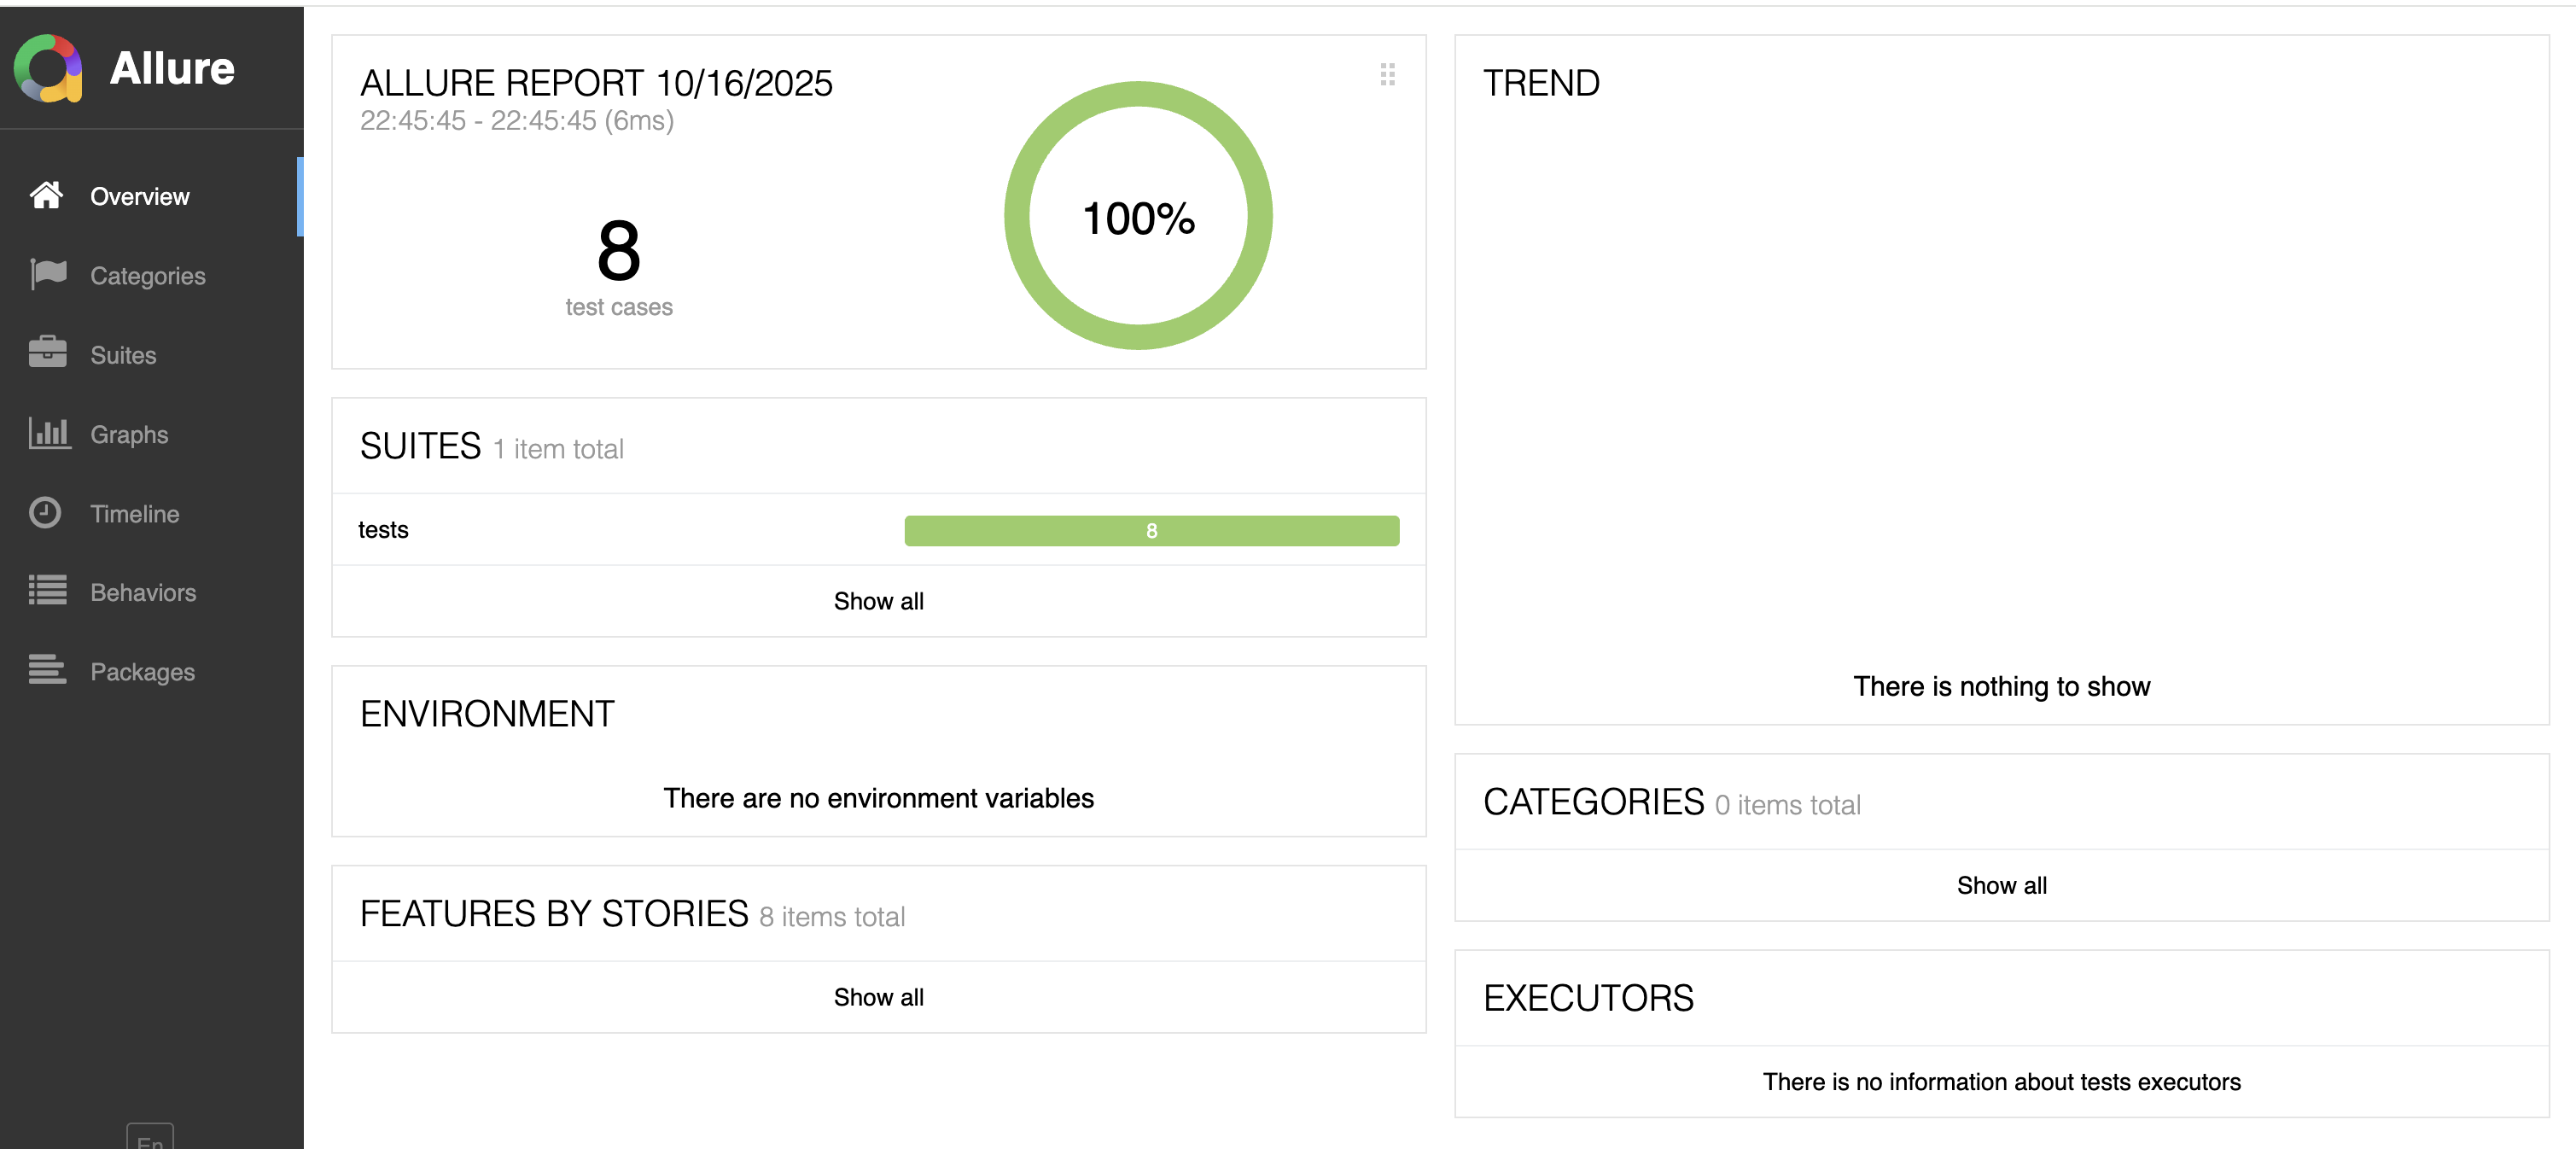 Allure
Overview
Categories
Suites
Graphs
Timeline
Behaviors
Packages
En
ALLURE REPORT 10/16/2025
22:45:45 - 22:45:45 (6ms)
8
test cases
100%
SUITES 1 item total
tests 8
Show all
ENVIRONMENT
There are no environment variables
FEATURES BY STORIES 8 items total
Show all
TREND
There is nothing to show
CATEGORIES 0 items total
Show all
EXECUTORS
There is no information about tests executors